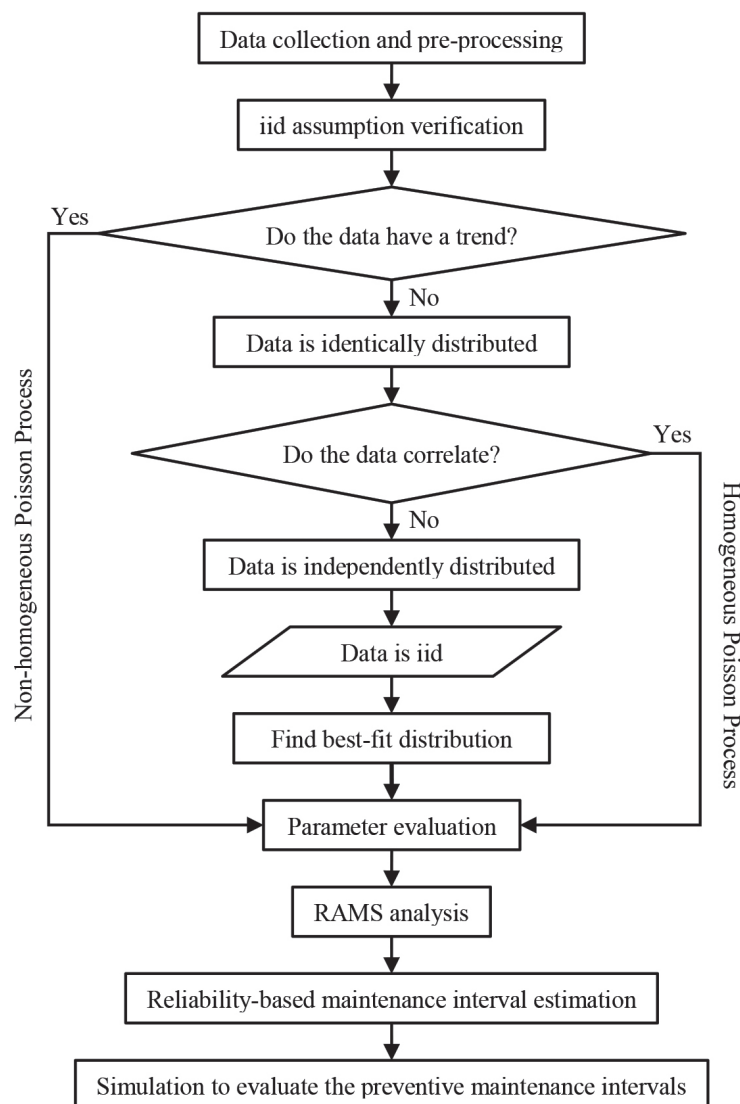 Data collection and pre-processing
iid assumption verification
Yes
Do the data have a trend?
No
Data is identically distributed
Do the data correlate?
Yes
No
Data is independently distributed
Data is iid
Find best-fit distribution
Non-homogeneous Poisson Process
Homogeneous Poisson Process
Parameter evaluation
RAMS analysis
Reliability-based maintenance interval estimation
Simulation to evaluate the preventive maintenance intervals